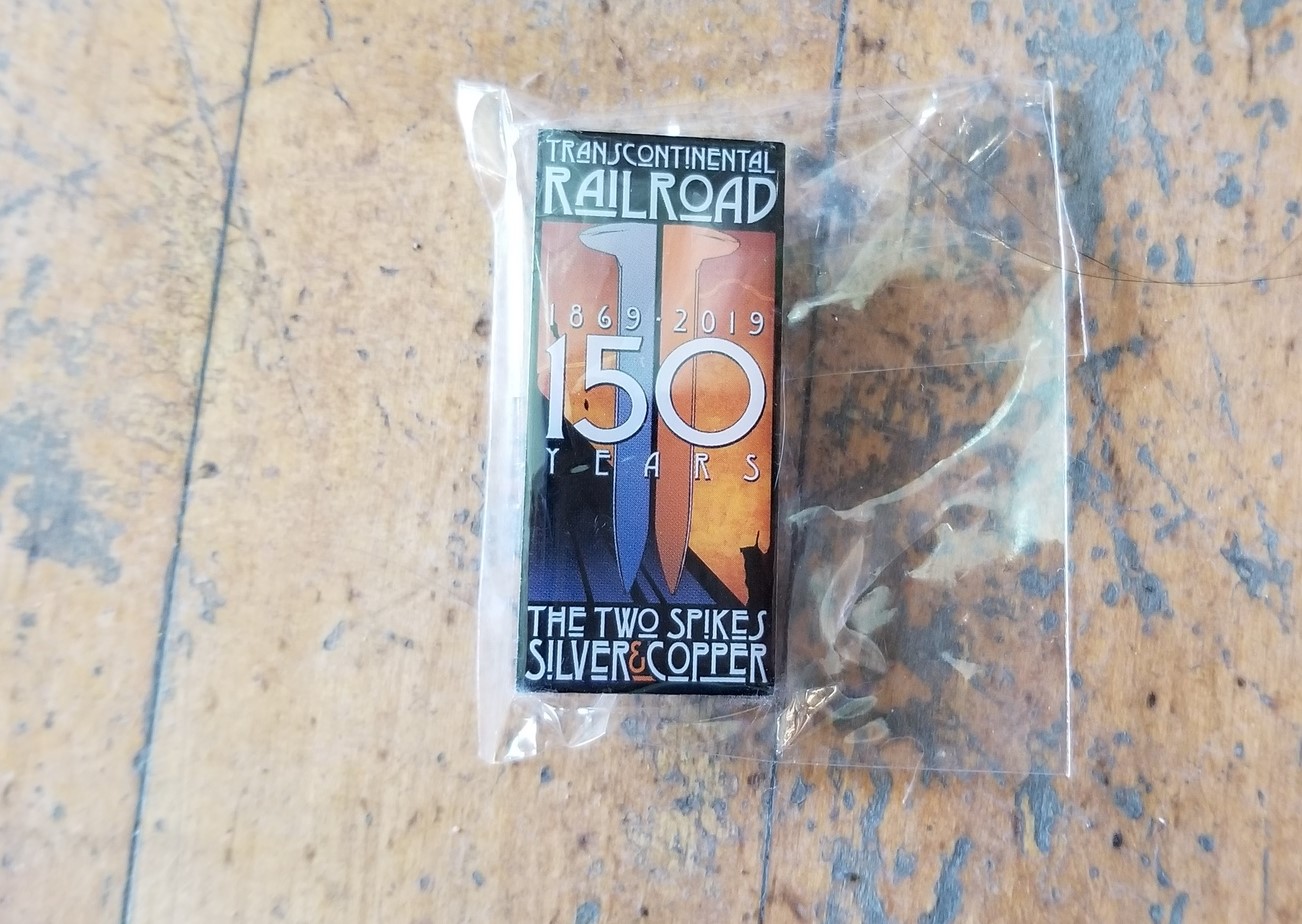 TRANSCONTINENTAL
RAILROAD
1869·2019
150
YEARS
THE TWO SPIKES
SILVER & COPPER